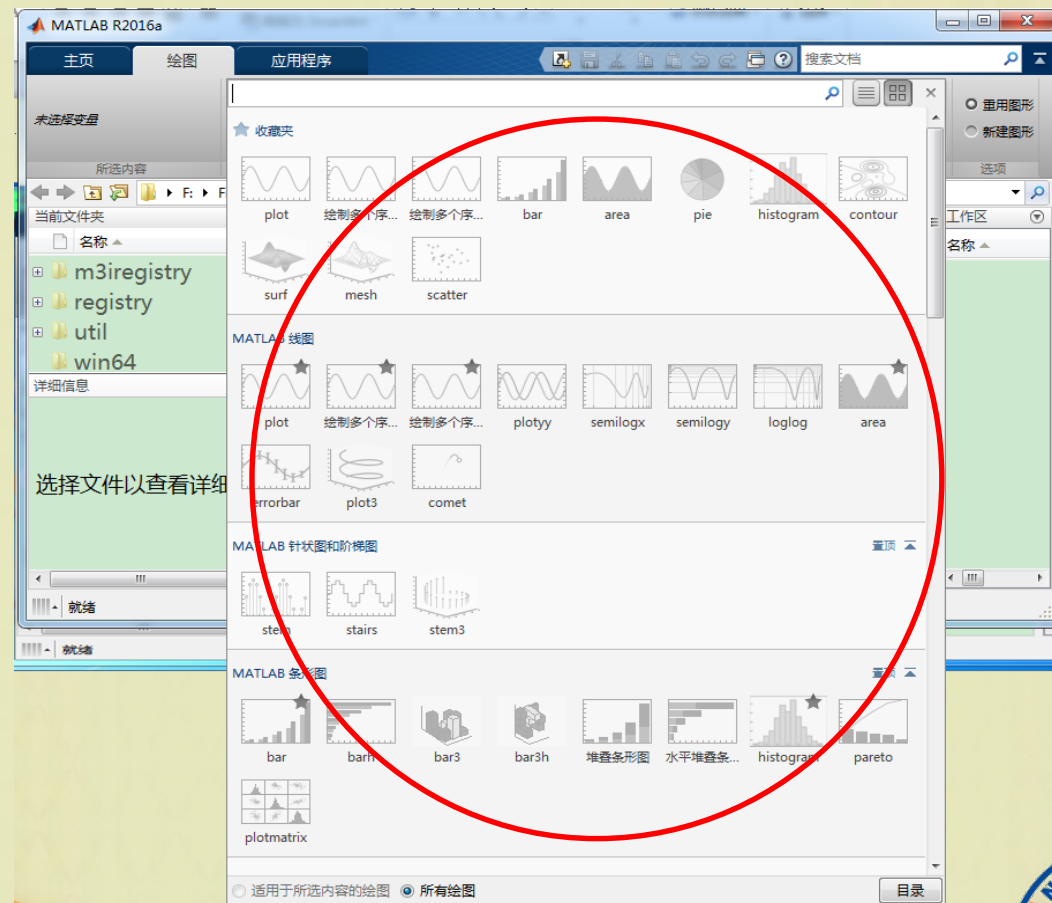 MATLAB R2016a
主页 绘图 应用程序 搜索文档
未选择变量
所选内容
重用图形
新建图形
选项
F: F
当前文件夹
名称
m3iregistry
registry
util
win64
详细信息
选择文件以查看详细
就绪
就绪
收藏夹
plot 绘制多个序... 绘制多个序... bar area pie histogram contour
surf mesh scatter
MATLAB 线图
plot 绘制多个序... 绘制多个序... plotyy semilogx semilogy loglog area
errorbar plot3 comet
MATLAB 针状图和阶梯图 置顶
stem stairs stem3
MATLAB 条形图 置顶
bar barh bar3 bar3h 堆叠条形图 水平堆叠条... histogram pareto
plotmatrix
适用于所选内容的绘图 所有绘图 目录
工作区
名称